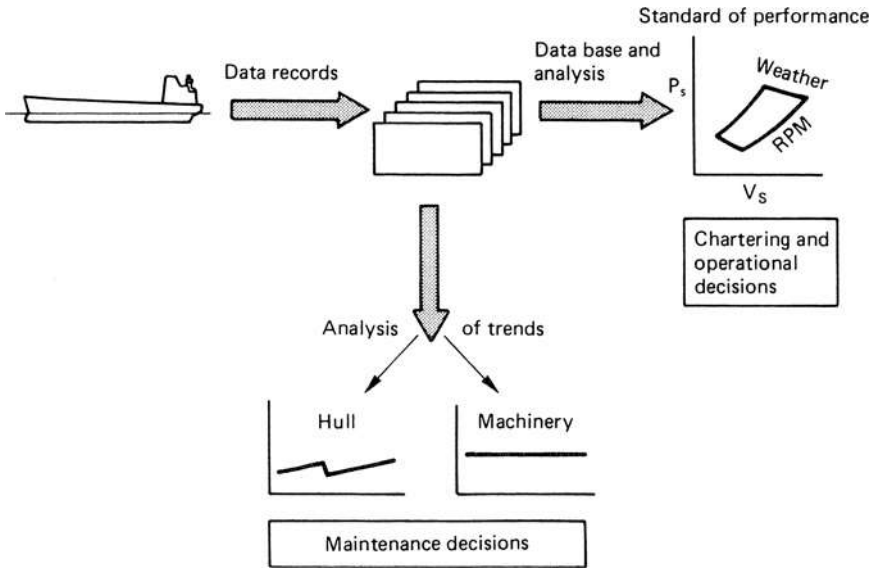 Standard of performance
Data records
Data base and
analysis
Ps
Weather
RPM
Vs
Chartering and
operational
decisions
Analysis of trends
Hull
Machinery
Maintenance decisions